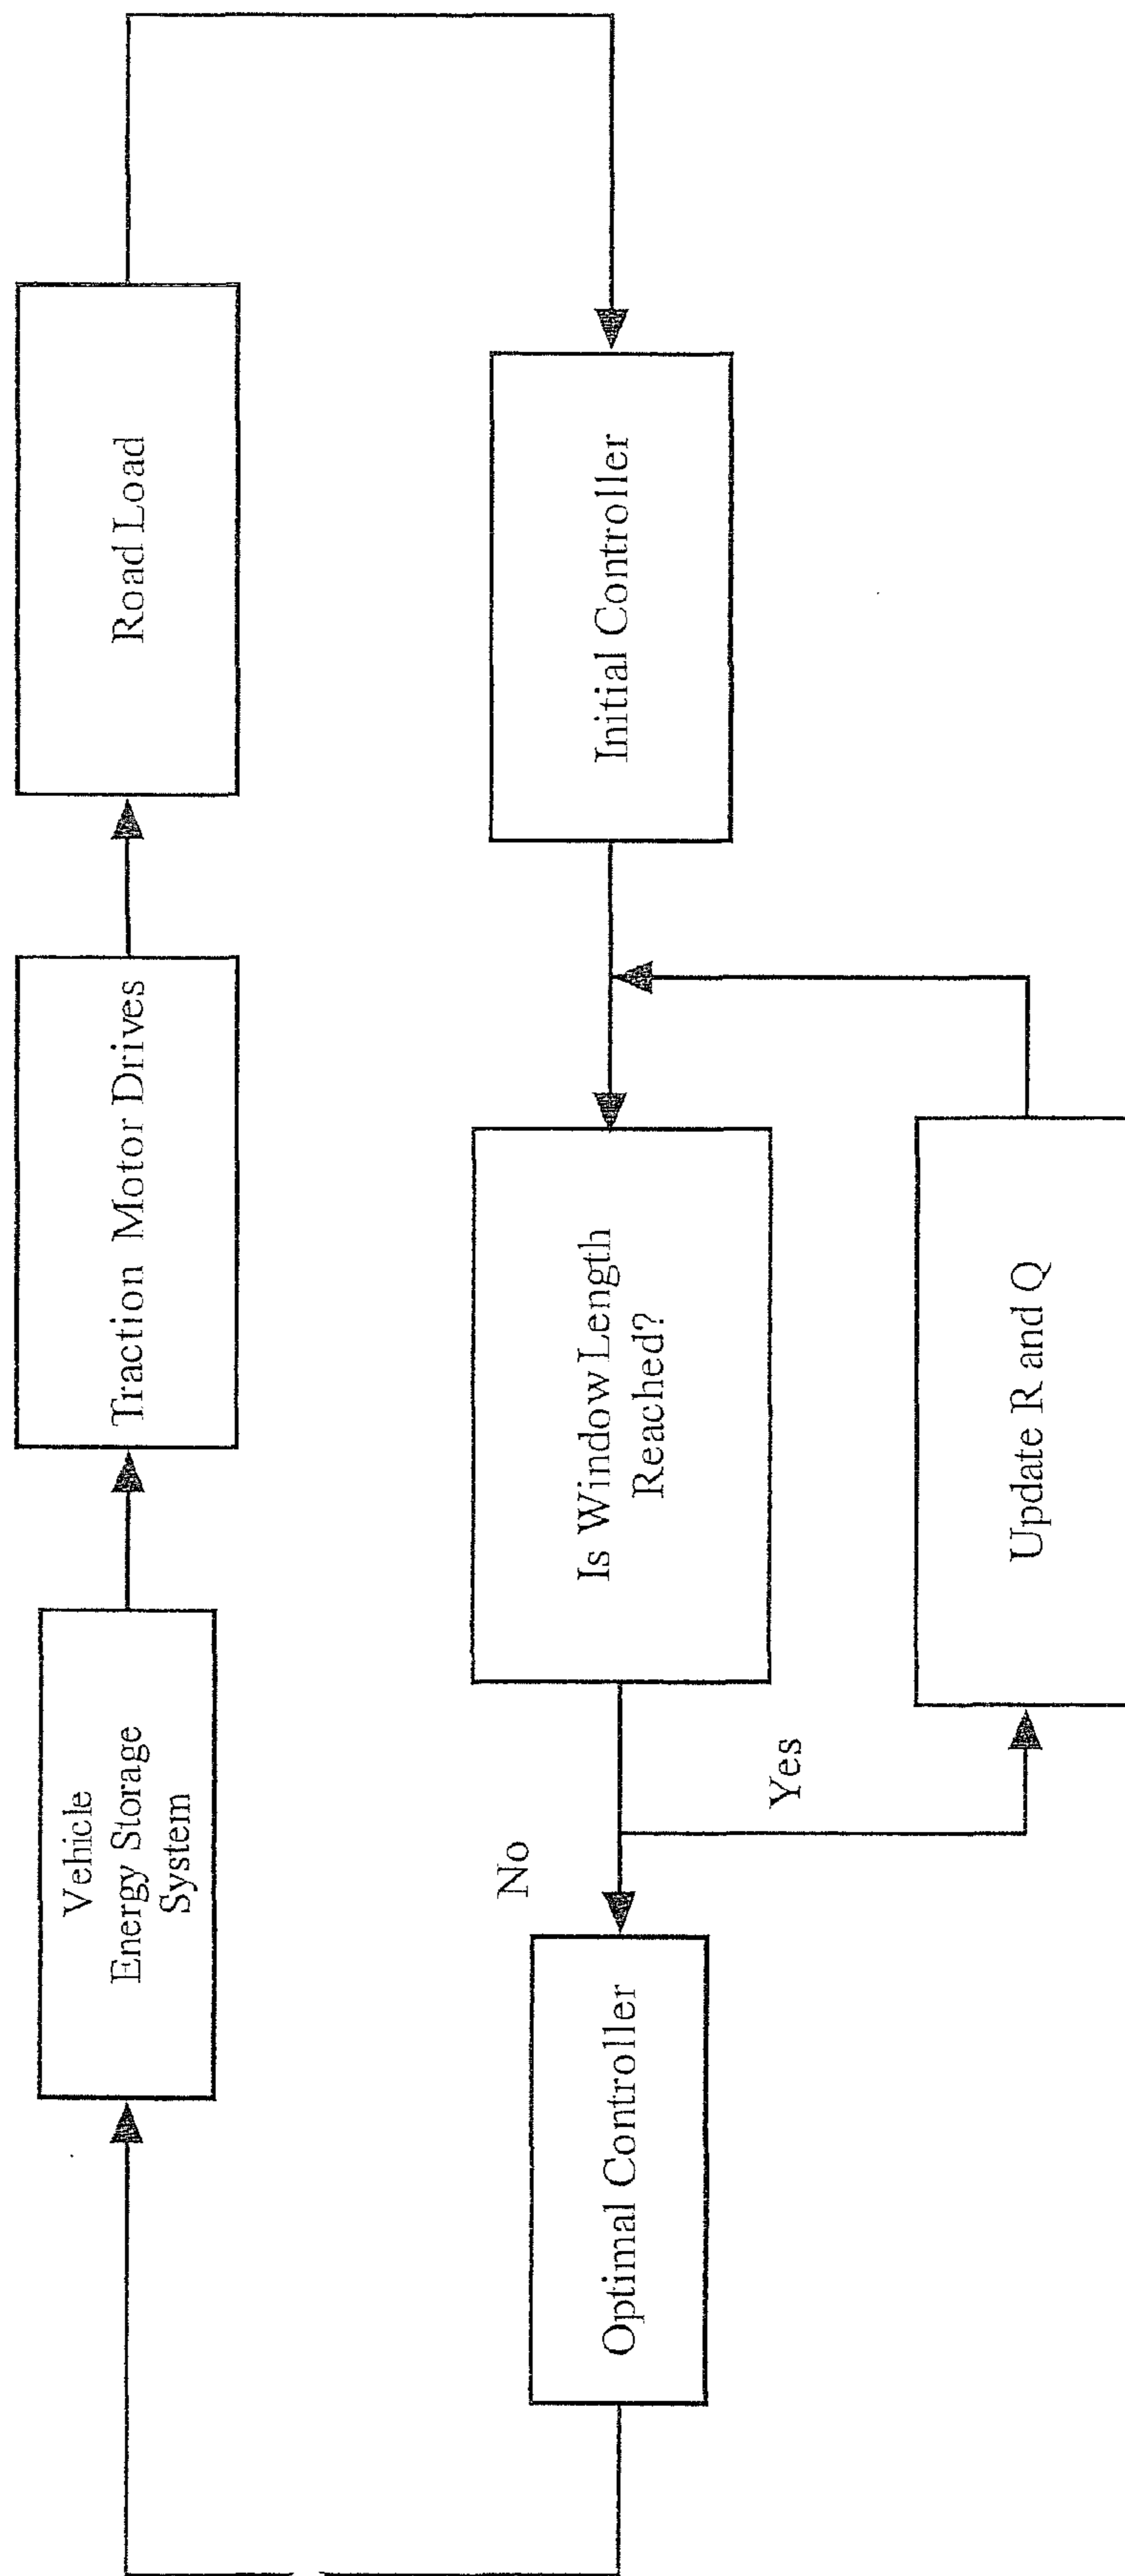 Vehicle
Energy Storage
System
Traction Motor Drives
Road Load
Optimal Controller
No
Yes
Is Window Length
Reached?
Initial Controller
Update R and Q